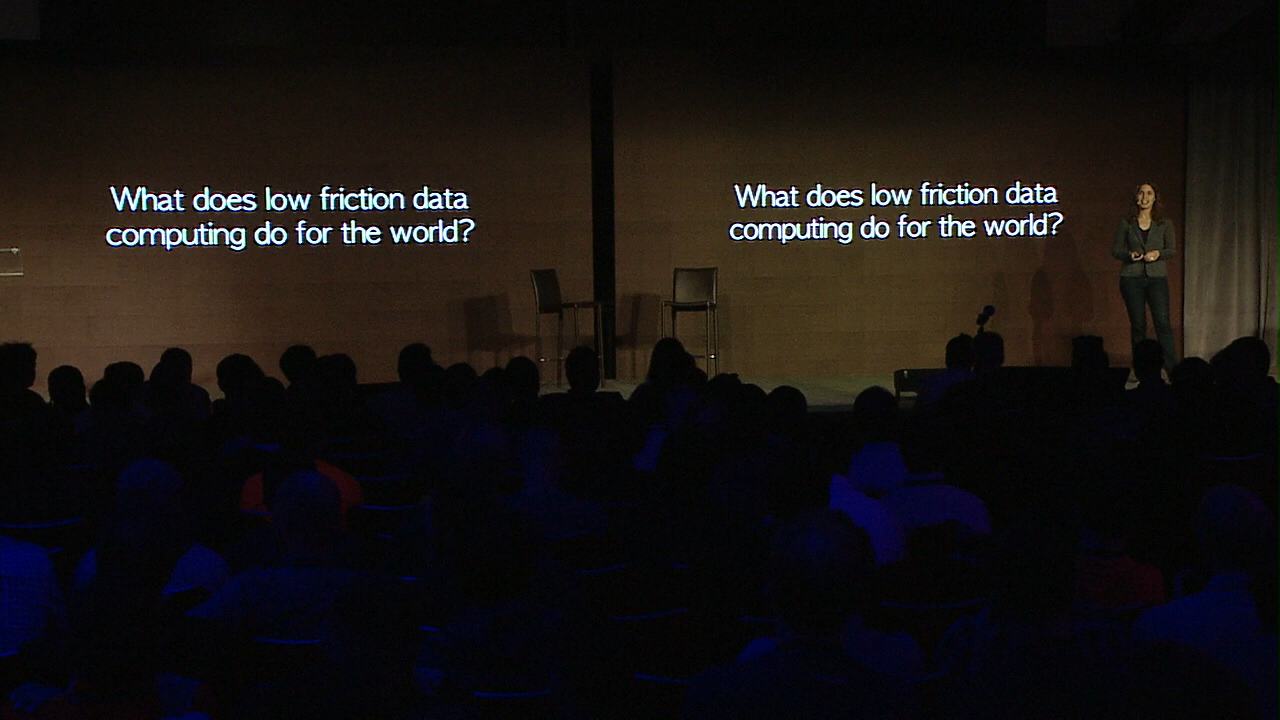 What does low friction data
computing do for the world?
What does low friction data
computing do for the world?